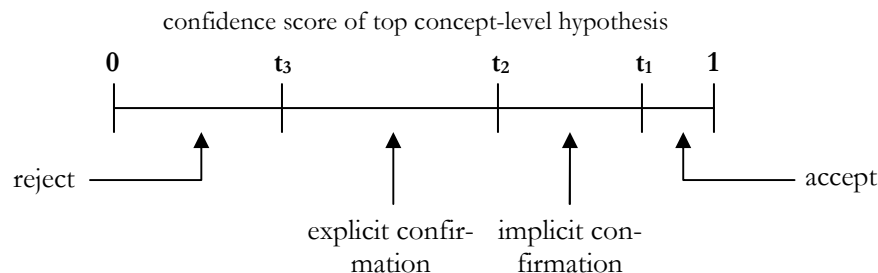 confidence score of top concept-level hypothesis
0 t₃ t₂ t₁ 1
reject accept
explicit confir- implicit con-
mation firmation